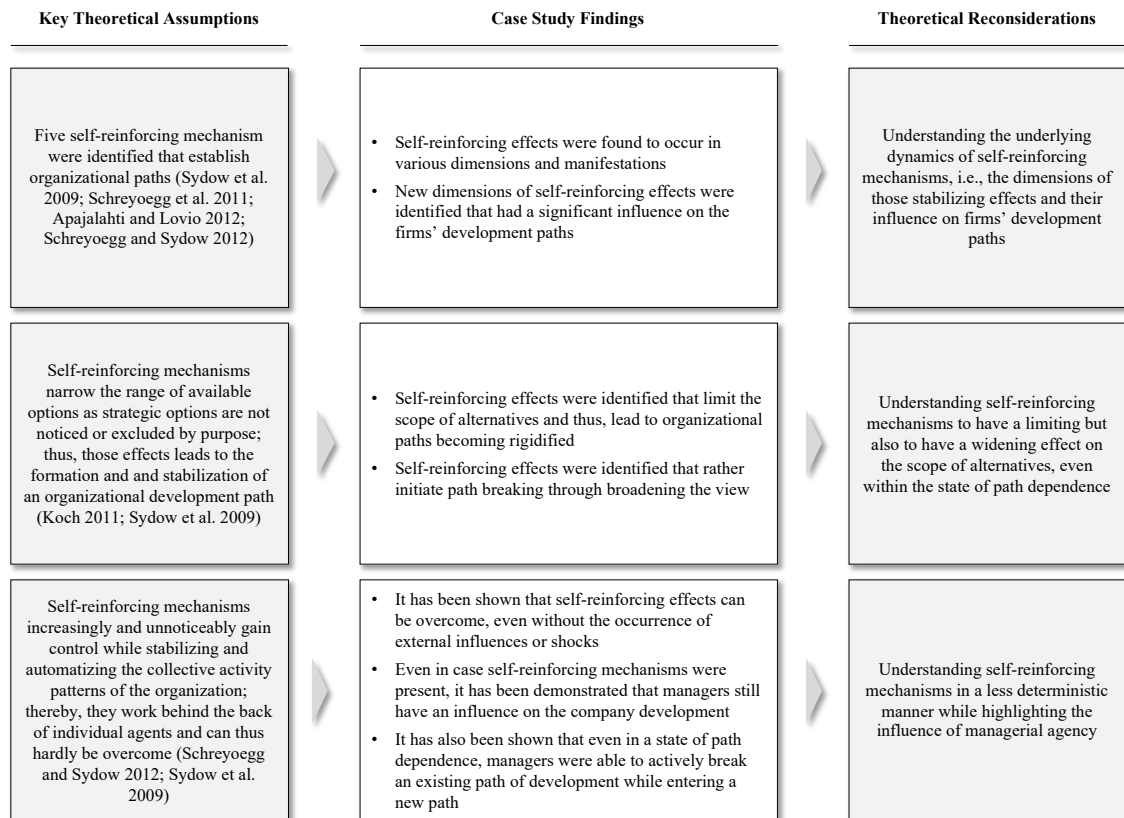 Key Theoretical Assumptions
Case Study Findings
Theoretical Reconsiderations
Five self-reinforcing mechanism
were identified that establish
organizational paths (Sydow et al.
2009; Schreyoegg et al. 2011;
Apajalahti and Lovio 2012;
Schreyoegg and Sydow 2012)
• Self-reinforcing effects were found to occur in
various dimensions and manifestations
• New dimensions of self-reinforcing effects were
identified that had a significant influence on the
firms’ development paths
Understanding the underlying
dynamics of self-reinforcing
mechanisms, i.e., the dimensions of
those stabilizing effects and their
influence on firms’ development
paths
Self-reinforcing mechanisms
narrow the range of available
options as strategic options are not
noticed or excluded by purpose;
thus, those effects leads to the
formation and and stabilization of
an organizational development path
(Koch 2011; Sydow et al. 2009)
• Self-reinforcing effects were identified that limit the
scope of alternatives and thus, lead to organizational
paths becoming rigidified
• Self-reinforcing effects were identified that rather
initiate path breaking through broadening the view
Understanding self-reinforcing
mechanisms to have a limiting but
also to have a widening effect on
the scope of alternatives, even
within the state of path dependence
Self-reinforcing mechanisms
increasingly and unnoticeably gain
control while stabilizing and
automatizing the collective activity
patterns of the organization;
thereby, they work behind the back
of individual agents and can thus
hardly be overcome (Schreyoegg
and Sydow 2012; Sydow et al.
2009)
• It has been shown that self-reinforcing effects can
be overcome, even without the occurrence of
external influences or shocks
• Even in case self-reinforcing mechanisms were
present, it has been demonstrated that managers still
have an influence on the company development
• It has also been shown that even in a state of path
dependence, managers were able to actively break
an existing path of development while entering a
new path
Understanding self-reinforcing
mechanisms in a less deterministic
manner while highlighting the
influence of managerial agency